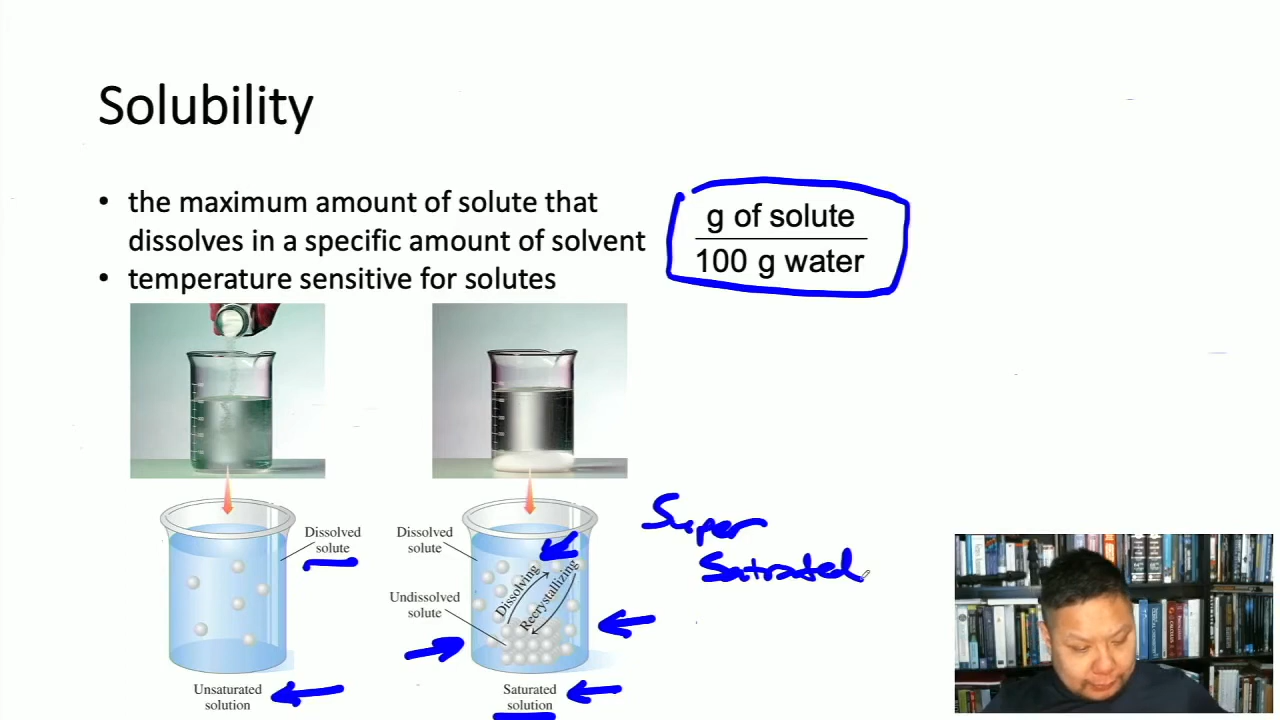 Solubility
• the maximum amount of solute that
dissolves in a specific amount of solvent
• temperature sensitive for solutes
g of solute
100 g water
Dissolved
solute
Dissolved
solute
Undissolved
solute
Dissolving
Recrystallizing
Unsaturated
solution
Saturated
solution
Super
Satrated